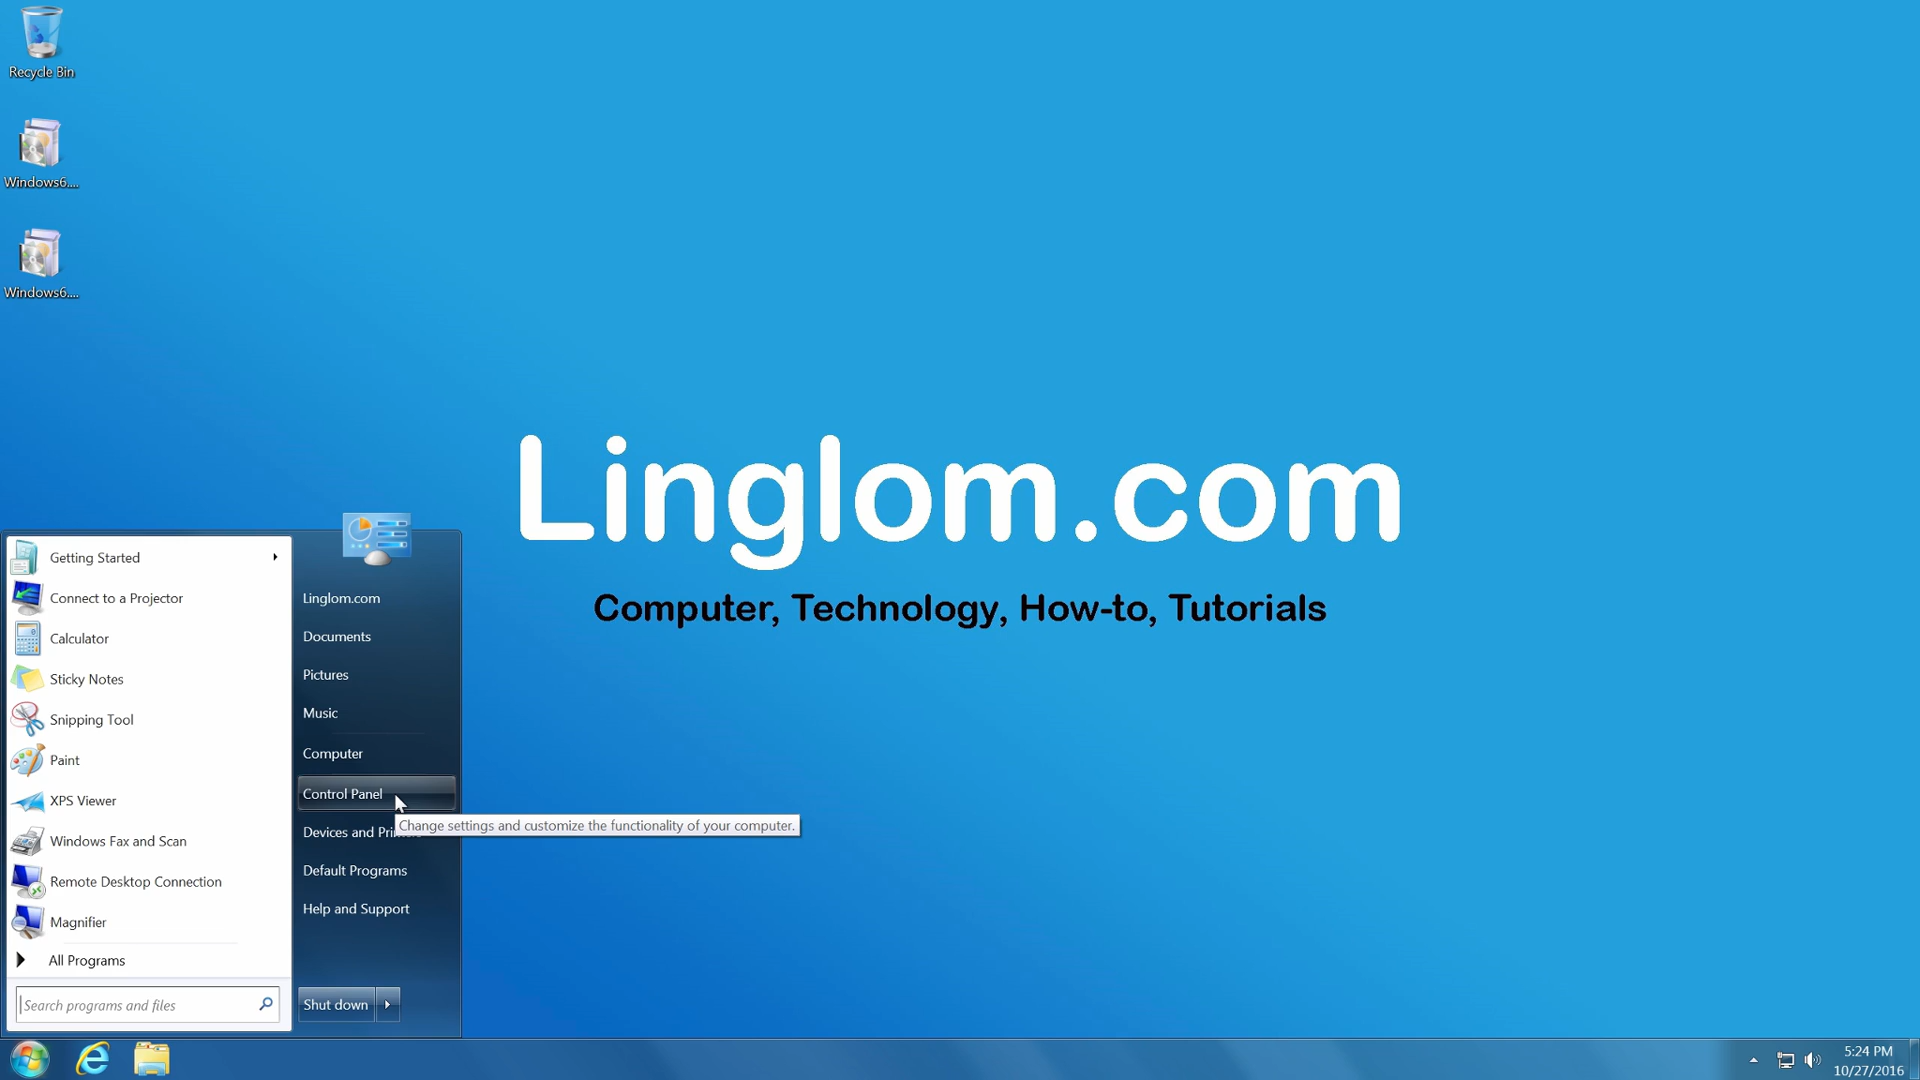 Recycle Bin
Windows6....
Windows6....
Linglom.com
Computer, Technology, How-to, Tutorials
Getting Started
Connect to a Projector
Calculator
Sticky Notes
Snipping Tool
Paint
XPS Viewer
Windows Fax and Scan
Remote Desktop Connection
Magnifier
All Programs
Search programs and files
Linglom.com
Documents
Pictures
Music
Computer
Control Panel
Change settings and customize the functionality of your computer.
Devices and Printers
Default Programs
Help and Support
Shut down
5:24 PM
10/27/2016